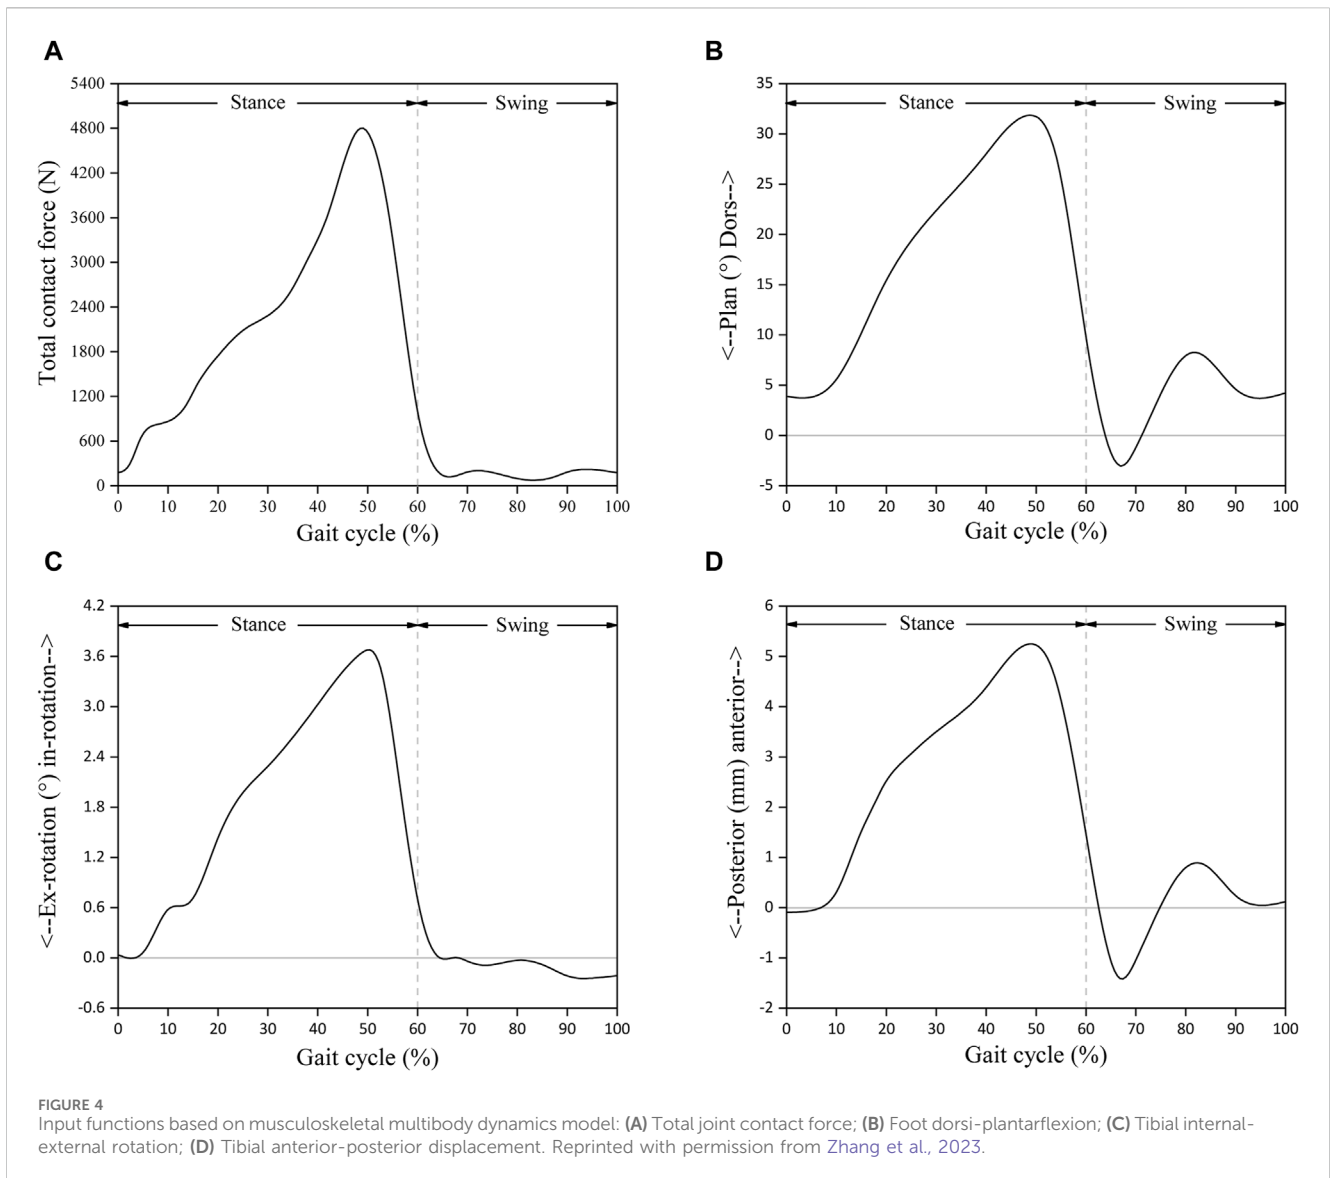 A
Total contact force (N)
5400
4800
4200
3600
3000
2400
1800
1200
600
0
Stance
Swing
0 10 20 30 40 50 60 70 80 90 100
Gait cycle (%)
B
<--Plan (°) Dors-->
35
30
25
20
15
10
5
0
-5
Stance
Swing
0 10 20 30 40 50 60 70 80 90 100
Gait cycle (%)
C
<--Ex-rotation (°) in-rotation-->
4.2
3.6
3.0
2.4
1.8
1.2
0.6
0.0
-0.6
Stance
Swing
0 10 20 30 40 50 60 70 80 90 100
Gait cycle (%)
D
<--Posterior (mm) anterior-->
6
5
4
3
2
1
0
-1
-2
Stance
Swing
0 10 20 30 40 50 60 70 80 90 100
Gait cycle (%)
FIGURE 4
Input functions based on musculoskeletal multibody dynamics model: (A) Total joint contact force; (B) Foot dorsi-plantarflexion; (C) Tibial internal-
external rotation; (D) Tibial anterior-posterior displacement. Reprinted with permission from Zhang et al., 2023.